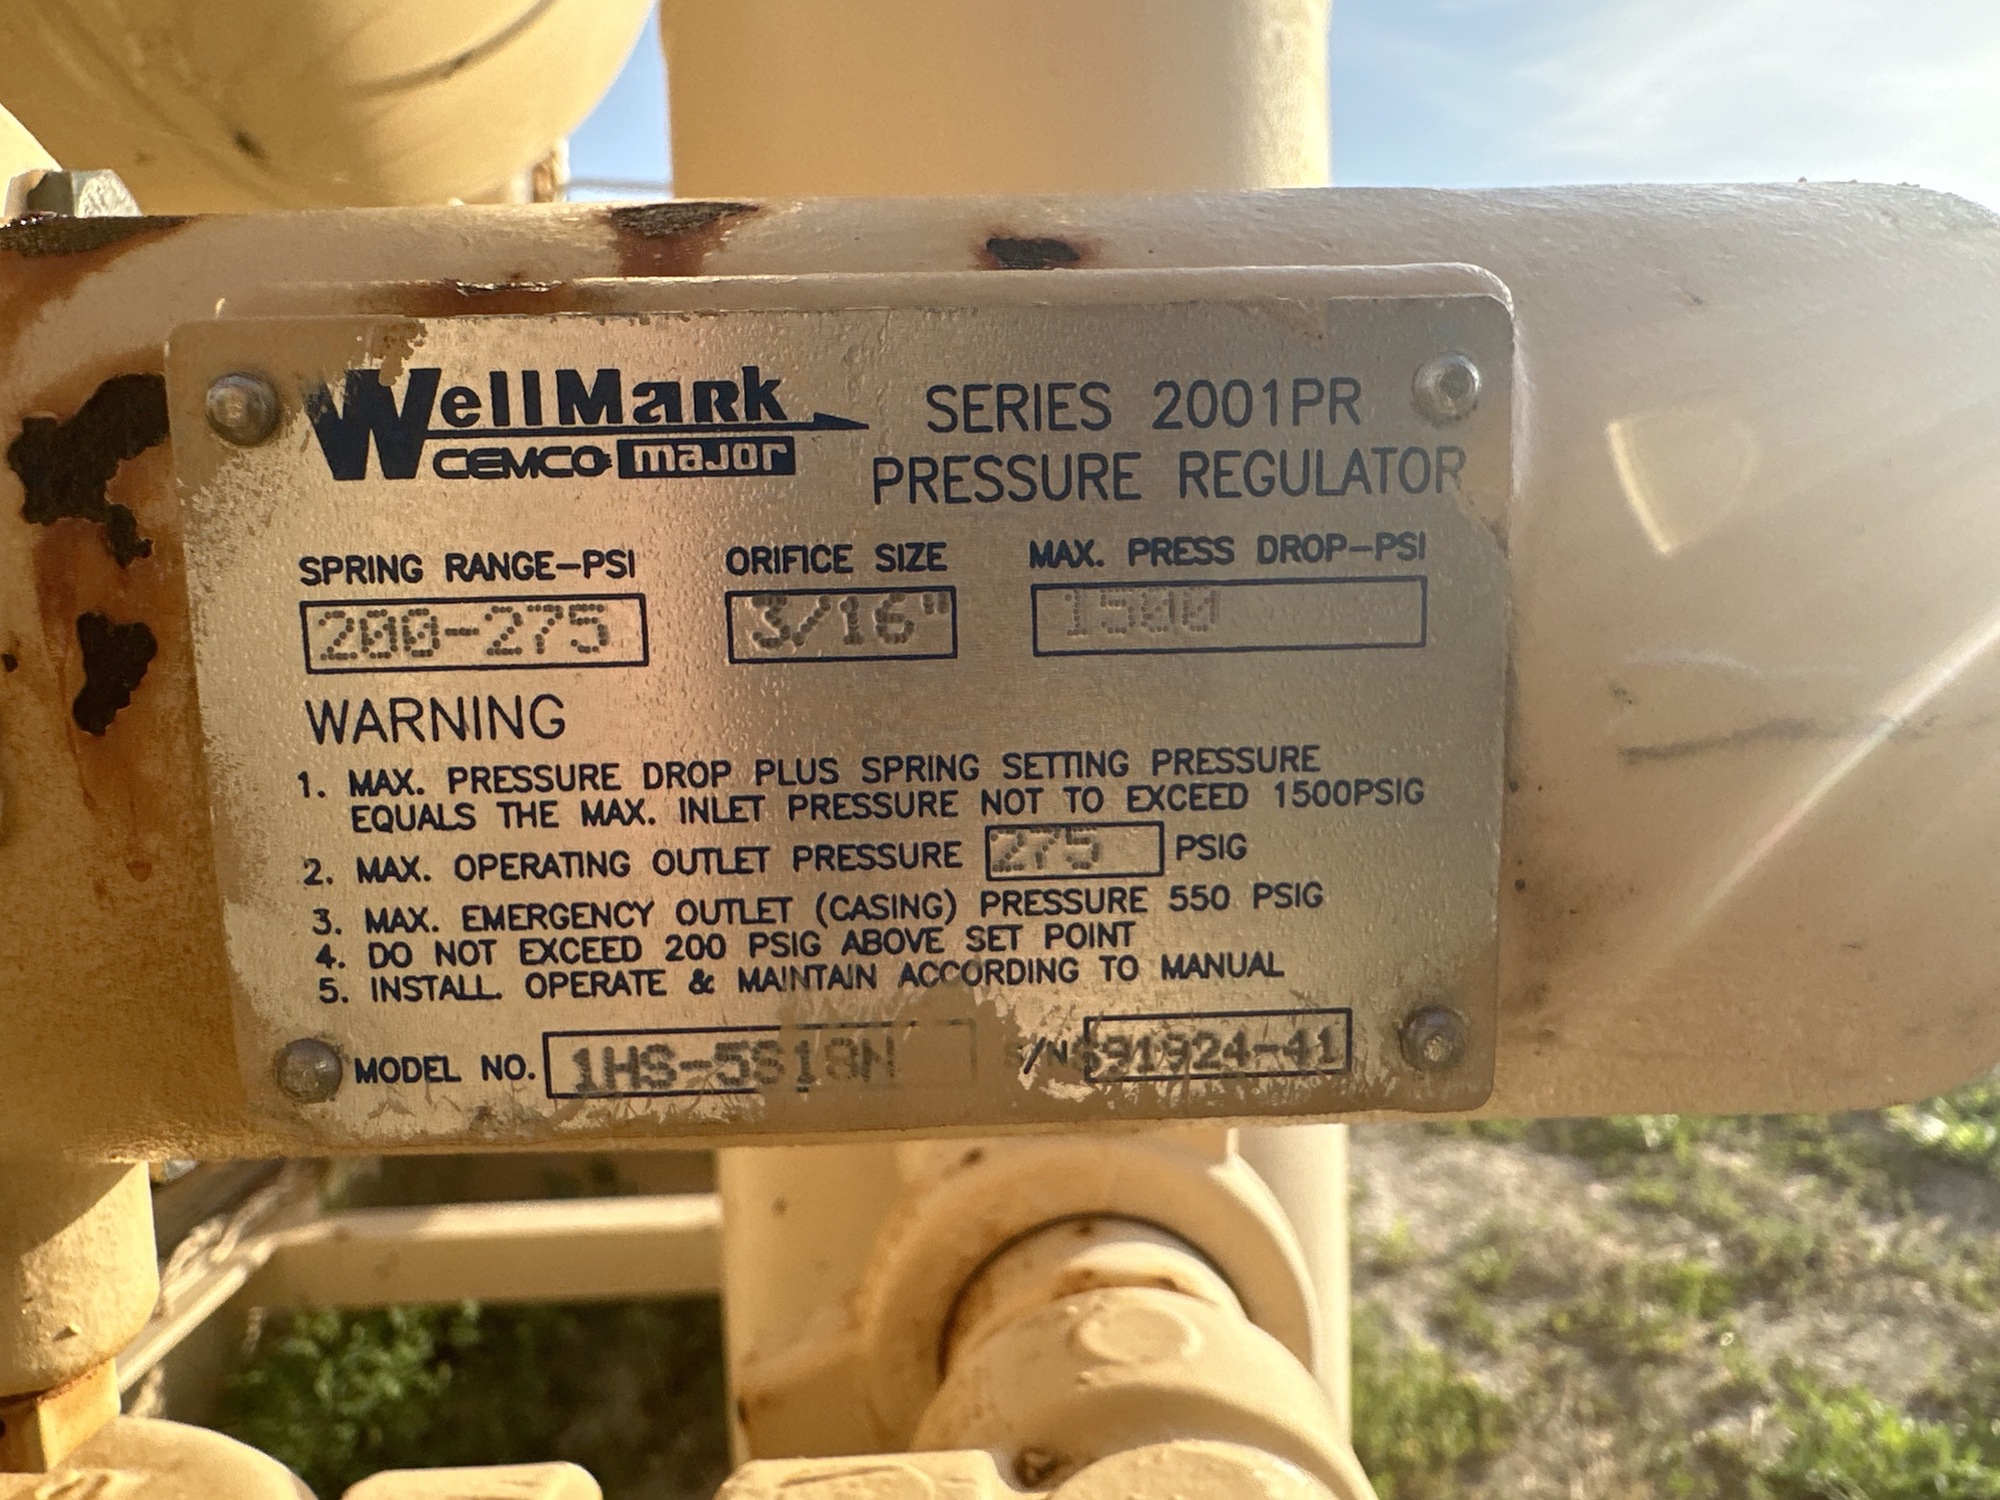 WellMark
CEMCO major
SERIES 2001PR
PRESSURE REGULATOR
SPRING RANGE-PSI ORIFICE SIZE MAX. PRESS DROP-PSI
200-275 3/16" 1500
WARNING
1. MAX. PRESSURE DROP PLUS SPRING SETTING PRESSURE
EQUALS THE MAX. INLET PRESSURE NOT TO EXCEED 1500PSIG
2. MAX. OPERATING OUTLET PRESSURE 275 PSIG
3. MAX. EMERGENCY OUTLET (CASING) PRESSURE 550 PSIG
4. DO NOT EXCEED 200 PSIG ABOVE SET POINT
5. INSTALL. OPERATE & MAINTAIN ACCORDING TO MANUAL
MODEL NO. 1HS-5S18N S/N 691924-41